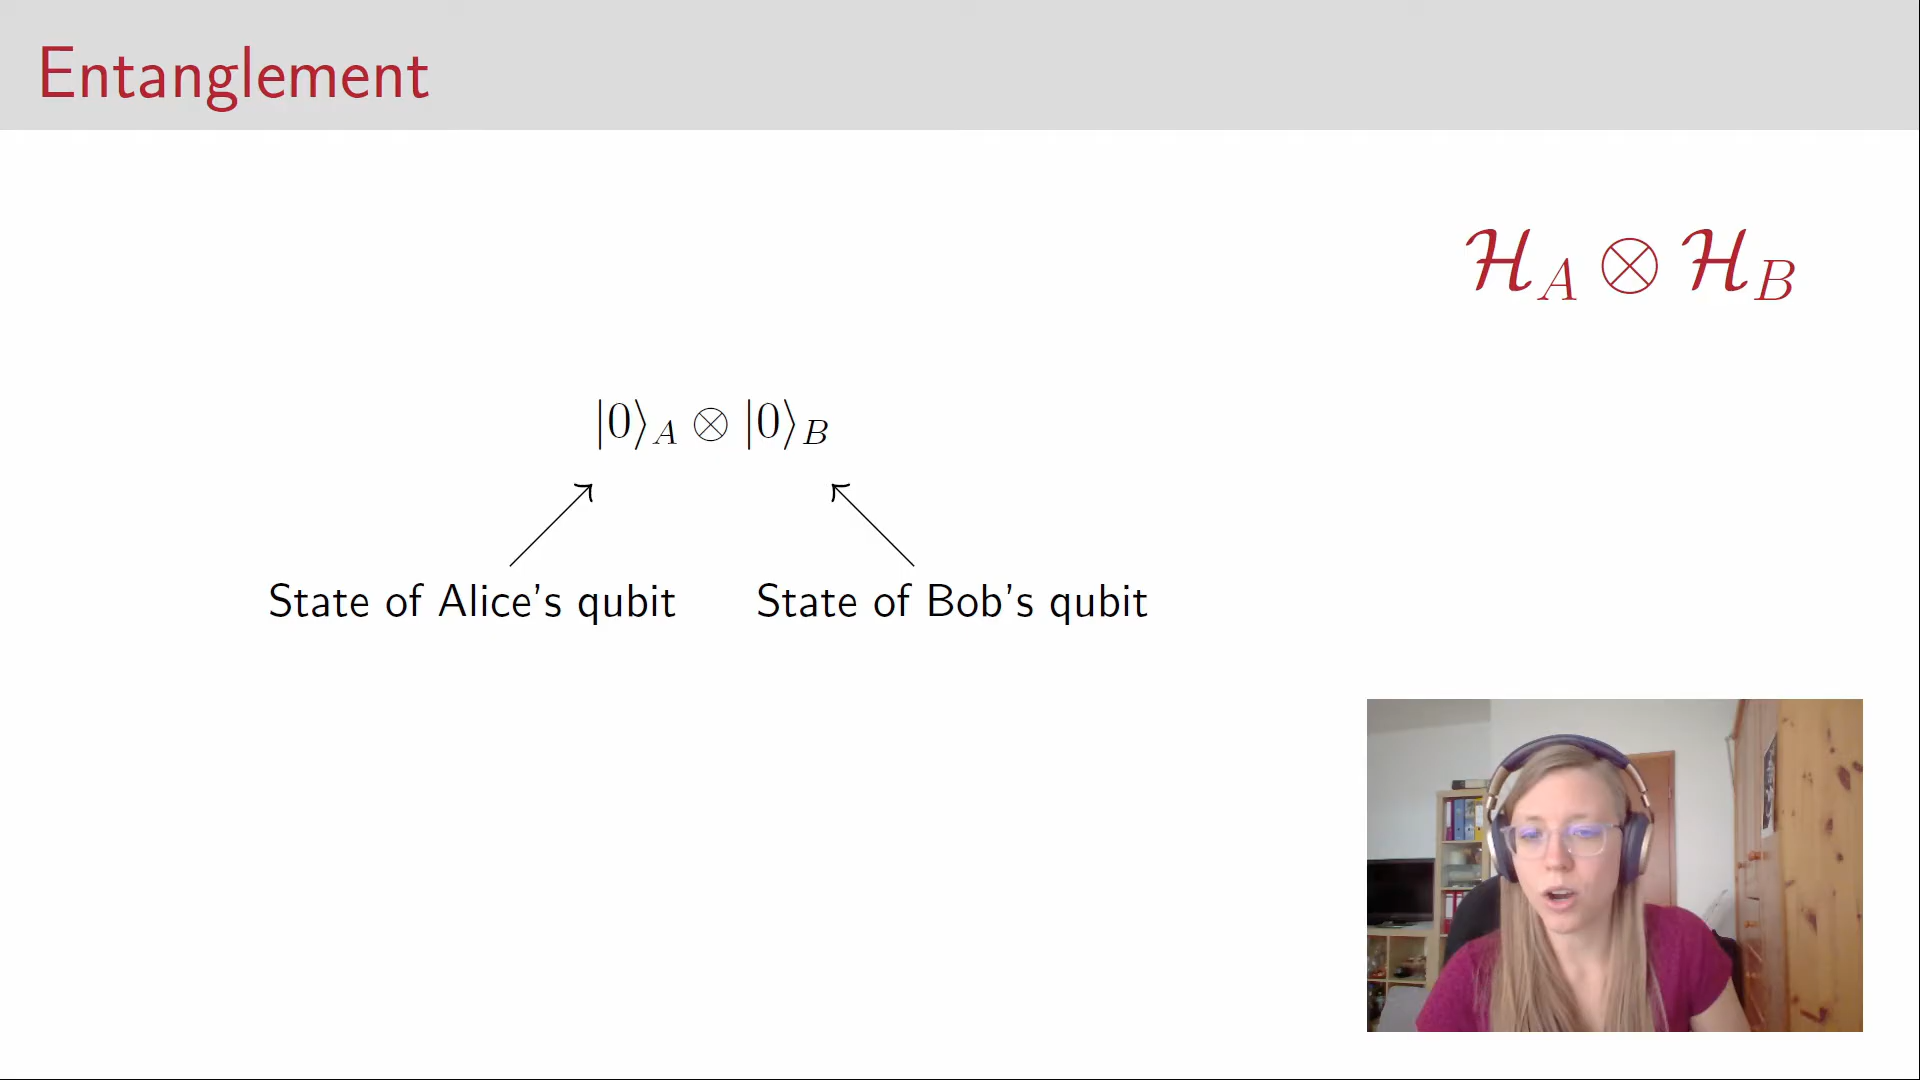 Entanglement
ℋ_A ⊗ ℋ_B
|0⟩_A ⊗ |0⟩_B
State of Alice's qubit State of Bob's qubit